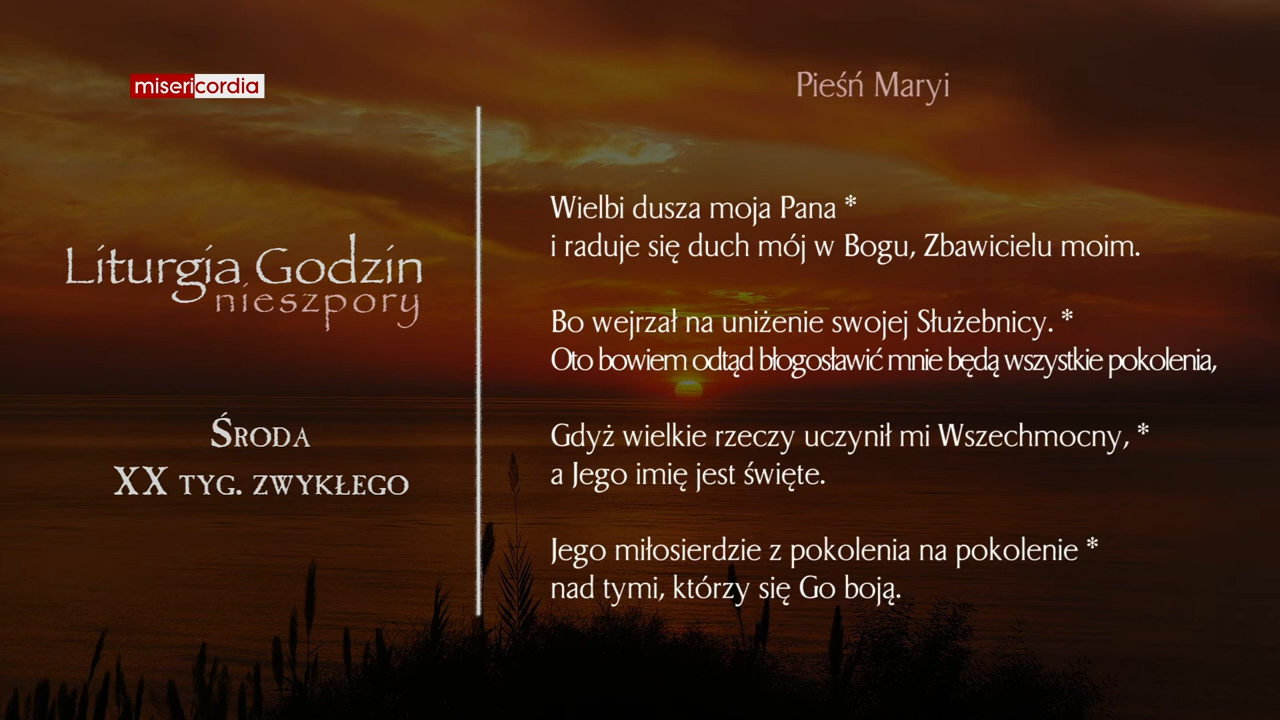 misericordia
Liturgia Godzin
nieszpory
Środa
XX tyg. zwykłego
Pieśń Maryi
Wielbi dusza moja Pana *
i raduje się duch mój w Bogu, Zbawicielu moim.
Bo wejrzał na uniżenie swojej Służebnicy. *
Oto bowiem odtąd błogosławić mnie będą wszystkie pokolenia,
Gdyż wielkie rzeczy uczynił mi Wszechmocny, *
a Jego imię jest święte.
Jego miłosierdzie z pokolenia na pokolenie *
nad tymi, którzy się Go boją.